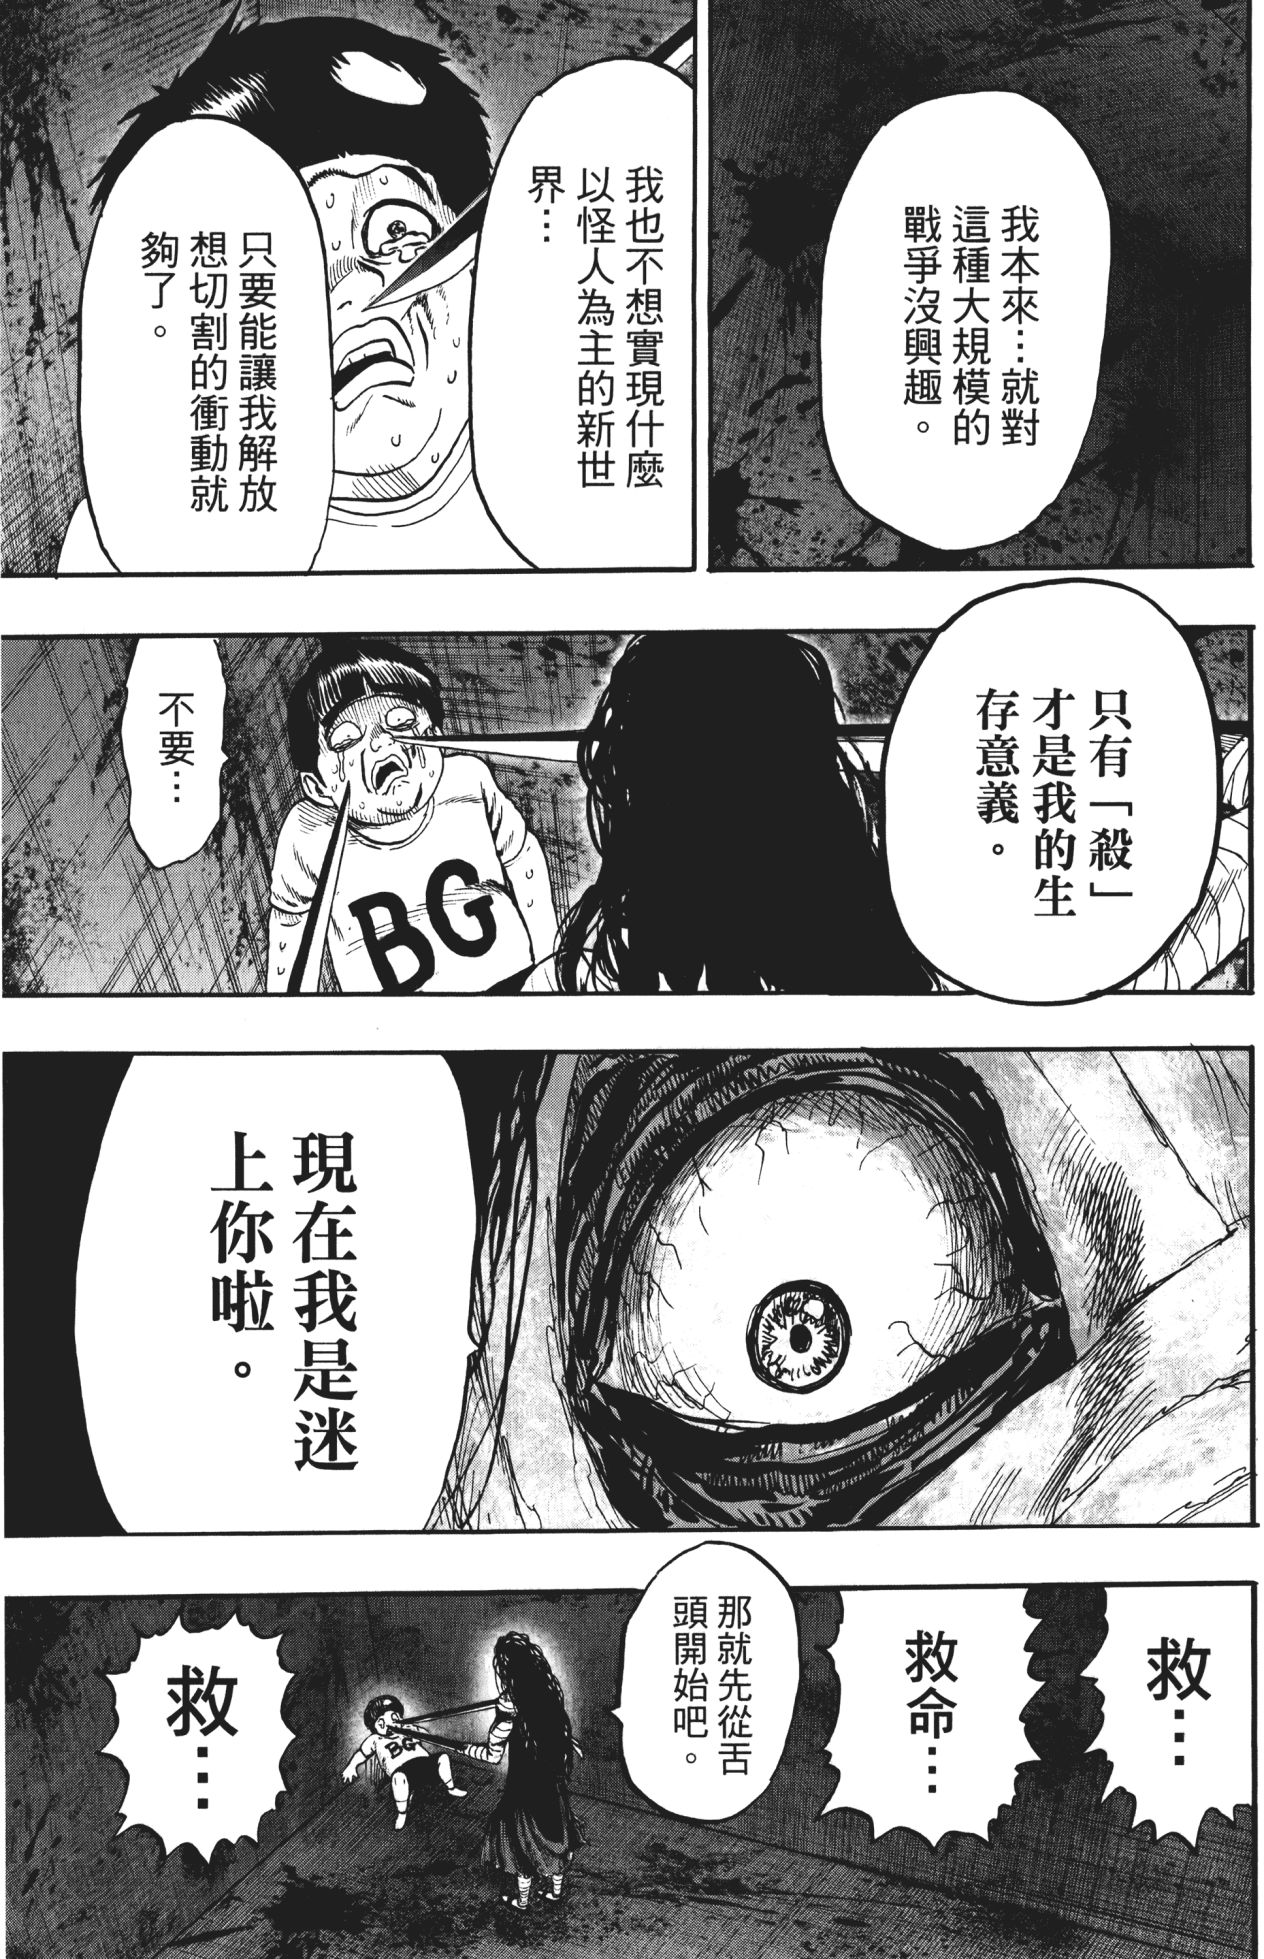 我本來…就對
這種大規模的
戰爭沒興趣。
我也不想實現什麼
以怪人為主的新世
界…
只要能讓我解放
想切割的衝動就
夠了。
只有「殺」
才是我的生
存意義。
BG
不要…
現在我是迷
上你啦。
救…
救命…
那就先從舌
頭開始吧。
BG
救…